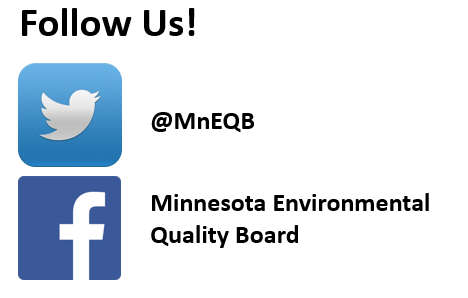 Follow Us!
@MnEQB
Minnesota Environmental
Quality Board